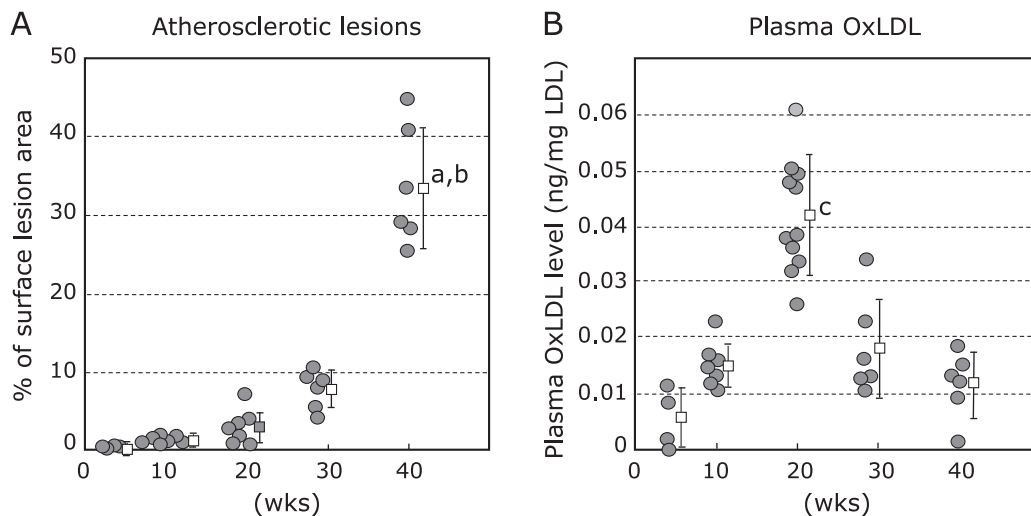 A Atherosclerotic lesions
% of surface lesion area
50
40
30
20
10
0
a,b
0 10 20 30 40
(wks)
B Plasma OxLDL
Plasma OxLDL level (ng/mg LDL)
0.06
0.05
0.04
0.03
0.02
0.01
0
c
0 10 20 30 40
(wks)